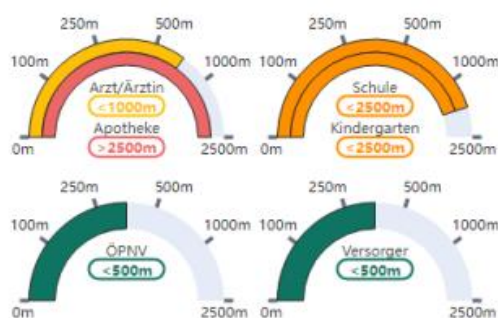 250m 500m
100m 1000m
Arzt/Ärztin
<1000m
Apotheke
>2500m
0m 2500m
250m 500m
100m 1000m
Schule
<2500m
Kindergarten
<2500m
0m 2500m
250m 500m
100m 1000m
ÖPNV
<500m
0m 2500m
250m 500m
100m 1000m
Versorger
<500m
0m 2500m